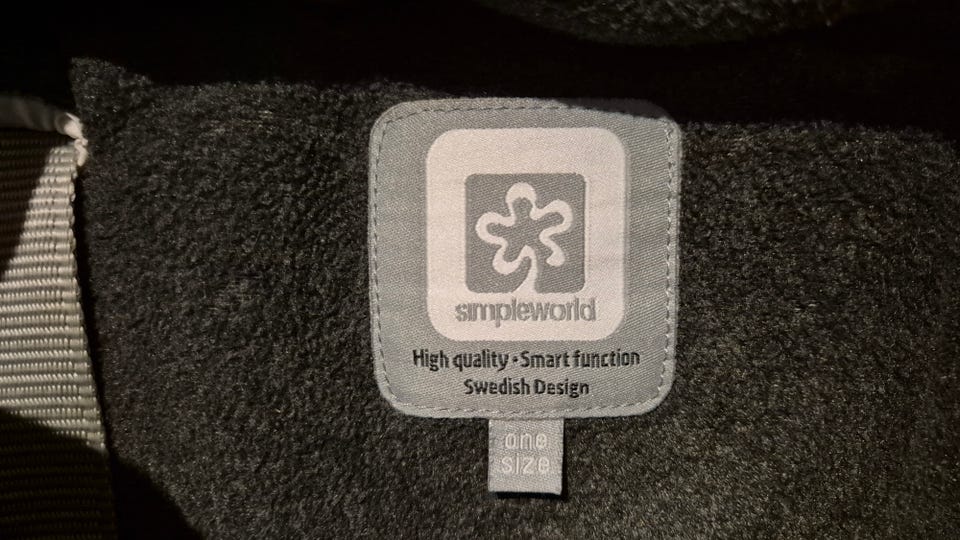 simpleworld
High quality • Smart function
Swedish Design
one
size